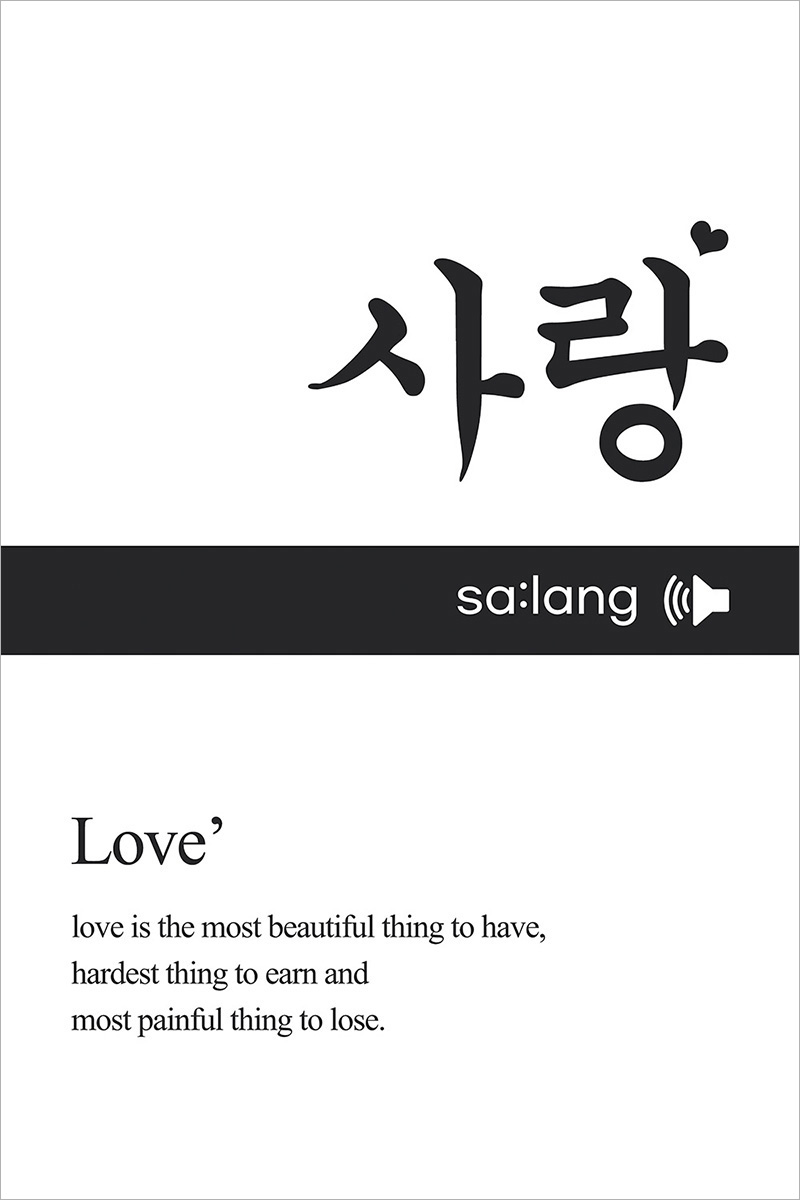 사랑
sa:lang
Love’
love is the most beautiful thing to have,
hardest thing to earn and
most painful thing to lose.